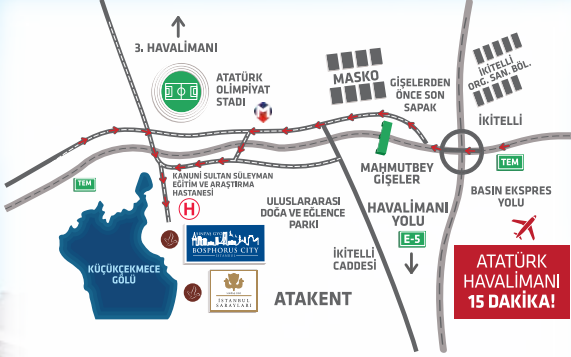 3. HAVALİMANI
ATATÜRK
OLİMPİYAT
STADI
M
MASKO
GİŞELERDEN
ÖNCE SON
SAPAK
İKİTELLİ
ORG. SAN. BÖL.
İKİTELLİ
TEM
MAHMUTBEY
GİŞELER
BASIN EKSPRES
YOLU
KANUNİ SULTAN SÜLEYMAN
EĞİTİM VE ARAŞTIRMA
HASTANESİ
H
TEM
ULUSLARARASI
DOĞA VE EĞLENCE
PARKI
HAVALİMANI
YOLU
E-5
İKİTELLİ
CADDESİ
BOSPHORUS CITY
İSTANBUL
KÜÇÜKÇEKMECE
GÖLÜ
İSTANBUL
SARAYLARI
ATAKENT
ATATÜRK
HAVALİMANI
15 DAKİKA!